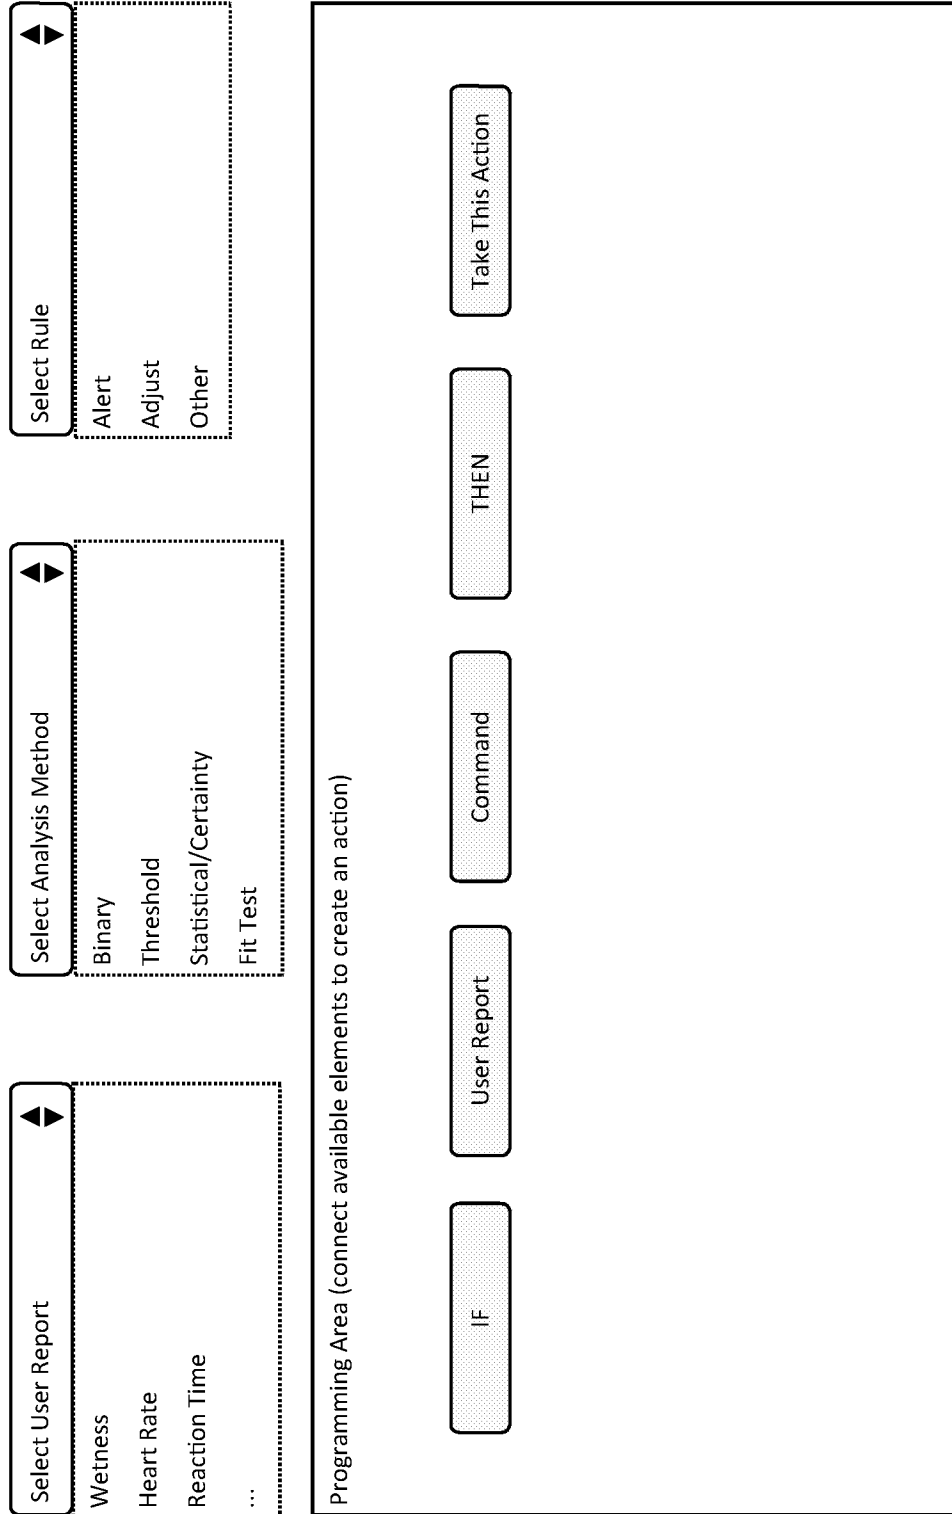 Select User Report
Wetness
Heart Rate
Reaction Time
...
Select Analysis Method
Binary
Threshold
Statistical/Certainty
Fit Test
Select Rule
Alert
Adjust
Other
Programming Area (connect available elements to create an action)
IF
User Report
Command
THEN
Take This Action